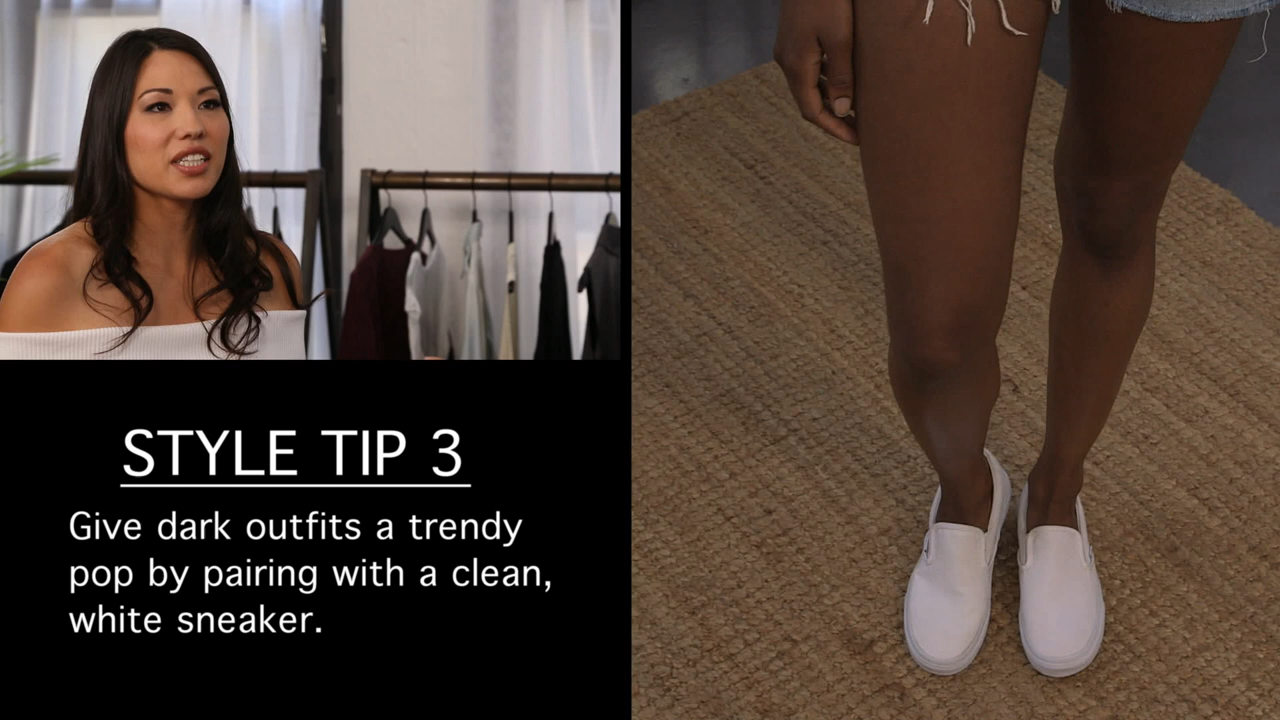 STYLE TIP 3
Give dark outfits a trendy
pop by pairing with a clean,
white sneaker.